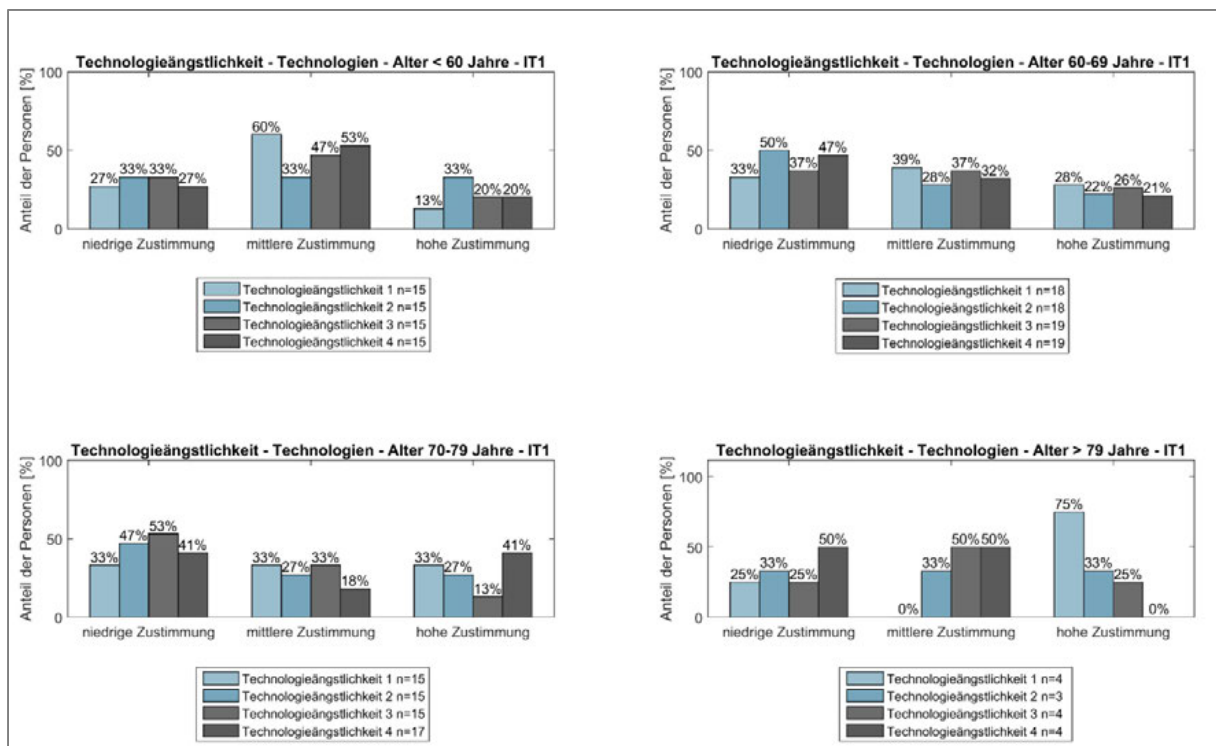 Technologieängstlichkeit - Technologien - Alter < 60 Jahre - IT1
Anteil der Personen [%]
100
50
0
27% 33% 33% 27%
60% 33% 47% 53%
13% 33% 20% 20%
niedrige Zustimmung mittlere Zustimmung hohe Zustimmung
Technologieängstlichkeit 1 n=15
Technologieängstlichkeit 2 n=15
Technologieängstlichkeit 3 n=15
Technologieängstlichkeit 4 n=15
Technologieängstlichkeit - Technologien - Alter 60-69 Jahre - IT1
Anteil der Personen [%]
100
50
0
33% 50% 37% 47%
39% 28% 37% 32%
28% 22% 26% 21%
niedrige Zustimmung mittlere Zustimmung hohe Zustimmung
Technologieängstlichkeit 1 n=18
Technologieängstlichkeit 2 n=18
Technologieängstlichkeit 3 n=19
Technologieängstlichkeit 4 n=19
Technologieängstlichkeit - Technologien - Alter 70-79 Jahre - IT1
Anteil der Personen [%]
100
50
0
33% 47% 53% 41%
33% 27% 33% 18%
33% 27% 13% 41%
niedrige Zustimmung mittlere Zustimmung hohe Zustimmung
Technologieängstlichkeit 1 n=15
Technologieängstlichkeit 2 n=15
Technologieängstlichkeit 3 n=15
Technologieängstlichkeit 4 n=17
Technologieängstlichkeit - Technologien - Alter > 79 Jahre - IT1
Anteil der Personen [%]
100
50
0
25% 33% 25% 50%
0% 33% 50% 50%
75% 33% 25% 0%
niedrige Zustimmung mittlere Zustimmung hohe Zustimmung
Technologieängstlichkeit 1 n=4
Technologieängstlichkeit 2 n=3
Technologieängstlichkeit 3 n=4
Technologieängstlichkeit 4 n=4